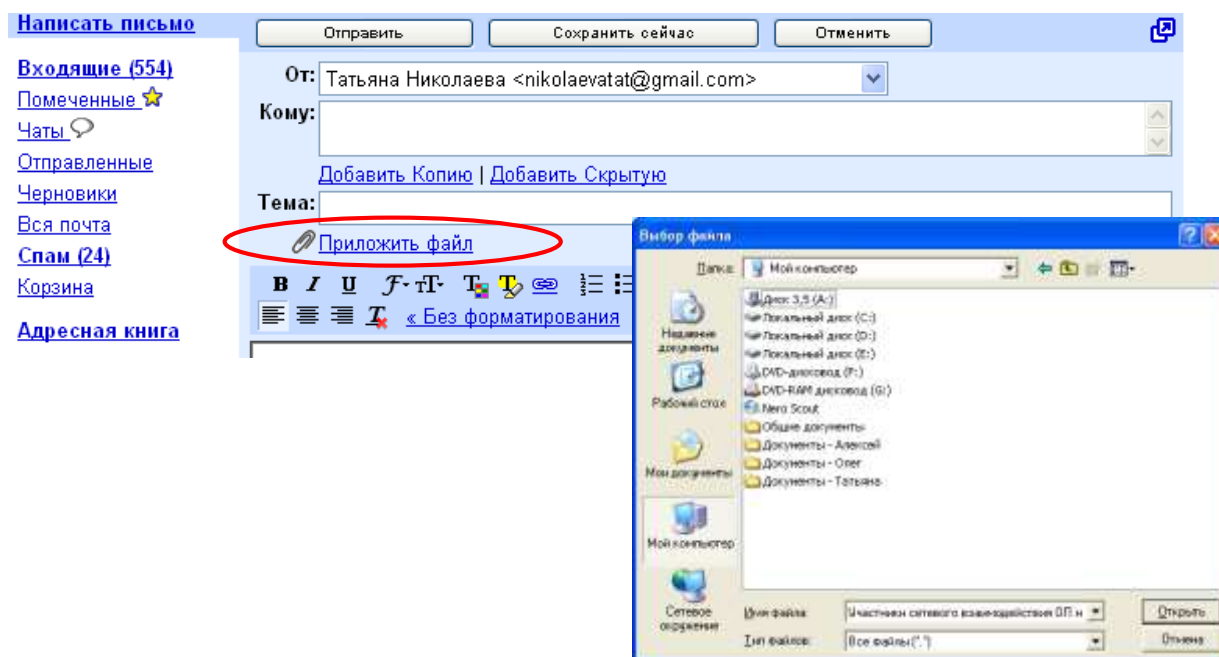 Написать письмо
Отправить Сохранить сейчас Отменить
Входящие (554)
Помеченные
Чаты
Отправленные
Черновики
Вся почта
Спам (24)
Корзина
Адресная книга
От: Татьяна Николаева <nikolaevatat@gmail.com>
Кому:
Добавить Копию | Добавить Скрытую
Тема:
Приложить файл
B I U F тT T T
« Без форматирования
Выбор файла
Папка: Мой компьютер
Недавние документы
Рабочий стол
Мои документы
Мой компьютер
Сетевое окружение
Диск 3,5 (A:)
Локальный диск (C:)
Локальный диск (D:)
Локальный диск (E:)
DVD-дисковод (F:)
DVD-RAM дисковод (G:)
Nero Scout
Общие документы
Документы - Алексей
Документы - Олег
Документы - Татьяна
Имя файла: Участники сетевого взаимодействия ОП н Открыть
Тип файлов: Все файлы (*.*) Отмена